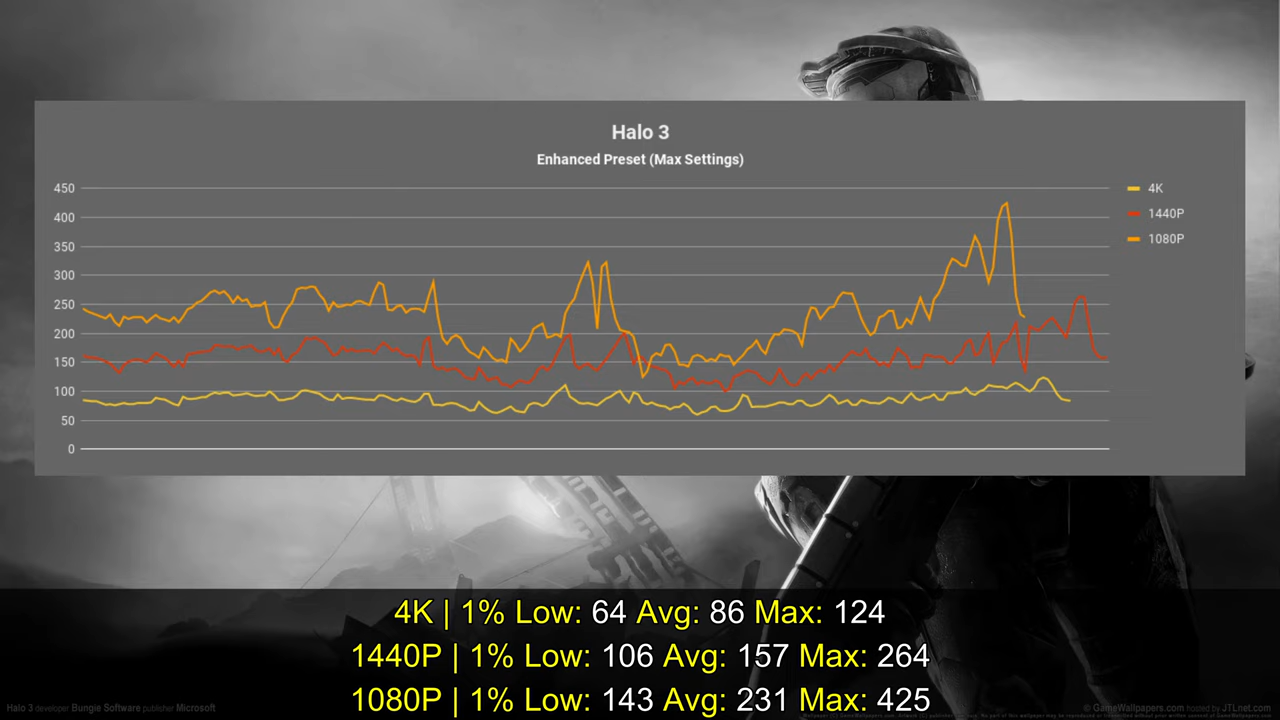 Halo 3
Enhanced Preset (Max Settings)
450
400
350
300
250
200
150
100
50
0
4K
1440P
1080P
4K | 1% Low: 64 Avg: 86 Max: 124
1440P | 1% Low: 106 Avg: 157 Max: 264
1080P | 1% Low: 143 Avg: 231 Max: 425
Halo 3 developer Bungie Software publisher Microsoft
© GameWallpapers.com hosted by JTLnet.com